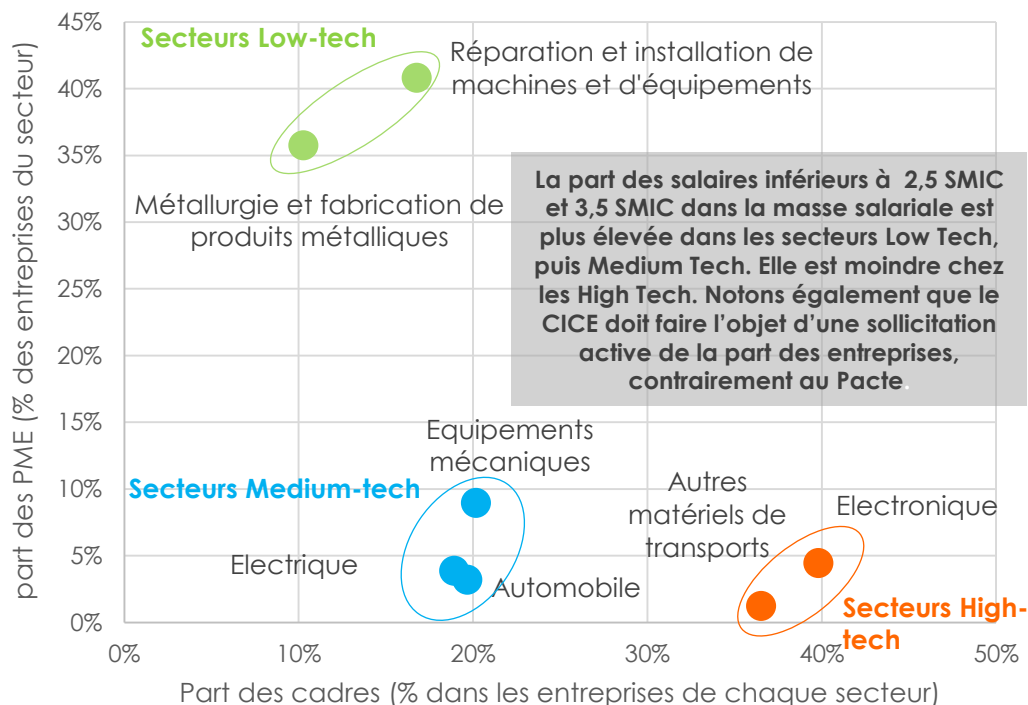 part des PME (% des entreprises du secteur)
45%
40%
35%
30%
25%
20%
15%
10%
5%
0%
Secteurs Low-tech
Réparation et installation de
machines et d'équipements
Métallurgie et fabrication de
produits métalliques
La part des salaires inférieurs à 2,5 SMIC
et 3,5 SMIC dans la masse salariale est
plus élevée dans les secteurs Low Tech,
puis Medium Tech. Elle est moindre chez
les High Tech. Notons également que le
CICE doit faire l’objet d’une sollicitation
active de la part des entreprises,
contrairement au Pacte.
Equipements
mécaniques
Secteurs Medium-tech
Electrique
Automobile
Autres
matériels de
transports
Electronique
Secteurs High-
tech
0%
10%
20%
30%
40%
50%
Part des cadres (% dans les entreprises de chaque secteur)